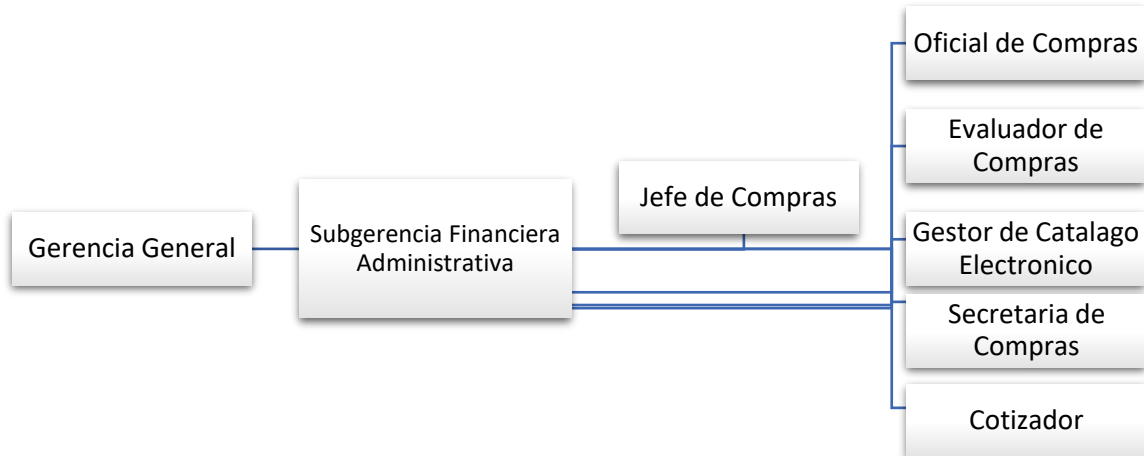 Gerencia General
Subgerencia Financiera
Administrativa
Jefe de Compras
Oficial de Compras
Evaluador de
Compras
Gestor de Catalago
Electronico
Secretaria de
Compras
Cotizador